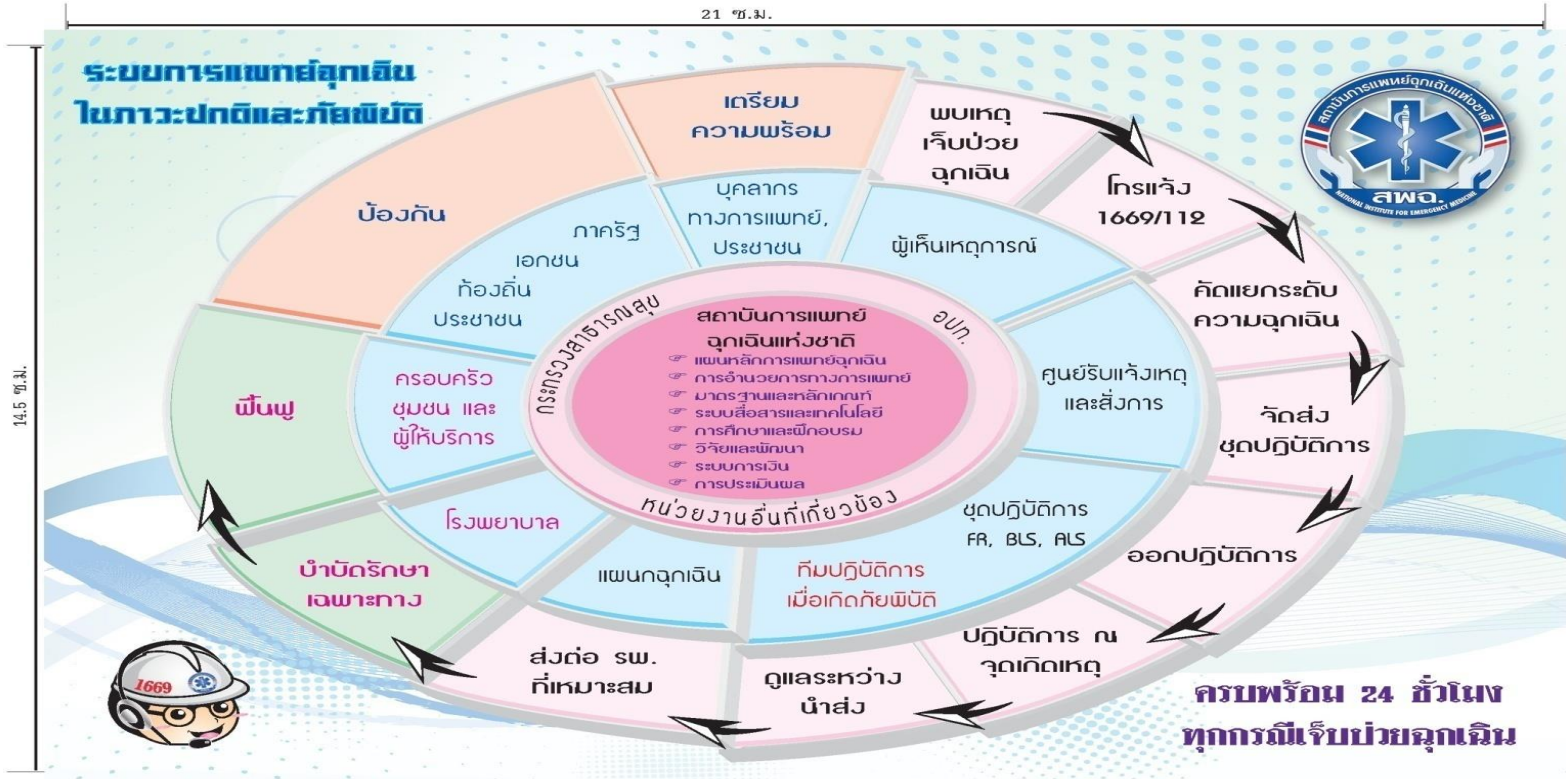 21 ซ.ม.
14.5 ซ.ม.
ระบบการแพทย์ฉุกเฉิน
ในภาวะปกติและภัยพิบัติ
สถาบันการแพทย์ฉุกเฉินแห่งชาติ
สพฉ.
NATIONAL INSTITUTE FOR EMERGENCY MEDICINE
ป้องกัน
เตรียม
ความพร้อม
พบเหตุ
เจ็บป่วย
ฉุกเฉิน
โทรแจ้ง
1669/112
คัดแยกระดับ
ความฉุกเฉิน
จัดส่ง
ชุดปฏิบัติการ
ออกปฏิบัติการ
ปฏิบัติการ ณ
จุดเกิดเหตุ
ดูแลระหว่าง
นำส่ง
ส่งต่อ รพ.
ที่เหมาะสม
บำบัดรักษา
เฉพาะทาง
ฟื้นฟู
ภาครัฐ
เอกชน
ท้องถิ่น
ประชาชน
บุคลากร
ทางการแพทย์,
ประชาชน
ผู้เห็นเหตุการณ์
ศูนย์รับแจ้งเหตุ
และสั่งการ
ชุดปฏิบัติการ
FR, BLS, ALS
ทีมปฏิบัติการ
เมื่อเกิดภัยพิบัติ
แผนกฉุกเฉิน
โรงพยาบาล
ครอบครัว
ชุมชน และ
ผู้ให้บริการ
กระทรวงสาธารณสุข
อปท.
หน่วยงานอื่นที่เกี่ยวข้อง
สถาบันการแพทย์
ฉุกเฉินแห่งชาติ
☞ แผนหลักการแพทย์ฉุกเฉิน
☞ การอำนวยการทางการแพทย์
☞ มาตรฐานและหลักเกณฑ์
☞ ระบบสื่อสารและเทคโนโลยี
☞ การศึกษาและฝึกอบรม
☞ วิจัยและพัฒนา
☞ ระบบการเงิน
☞ การประเมินผล
1669
ครบพร้อม 24 ชั่วโมง
ทุกกรณีเจ็บป่วยฉุกเฉิน